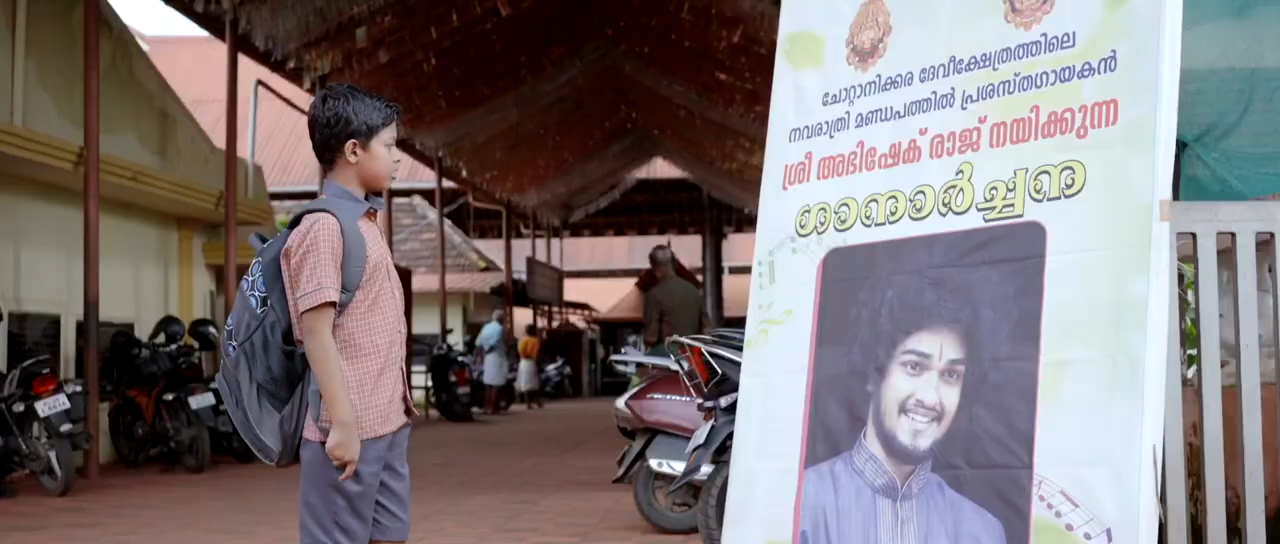 ചോറ്റാനിക്കര ദേവീക്ഷേത്രത്തിലെ
നവരാത്രി മണ്ഡപത്തിൽ പ്രശസ്തഗായകൻ
ശ്രീ അഭിഷേക് രാജ് നയിക്കുന്ന
ഗാനാർച്ചന